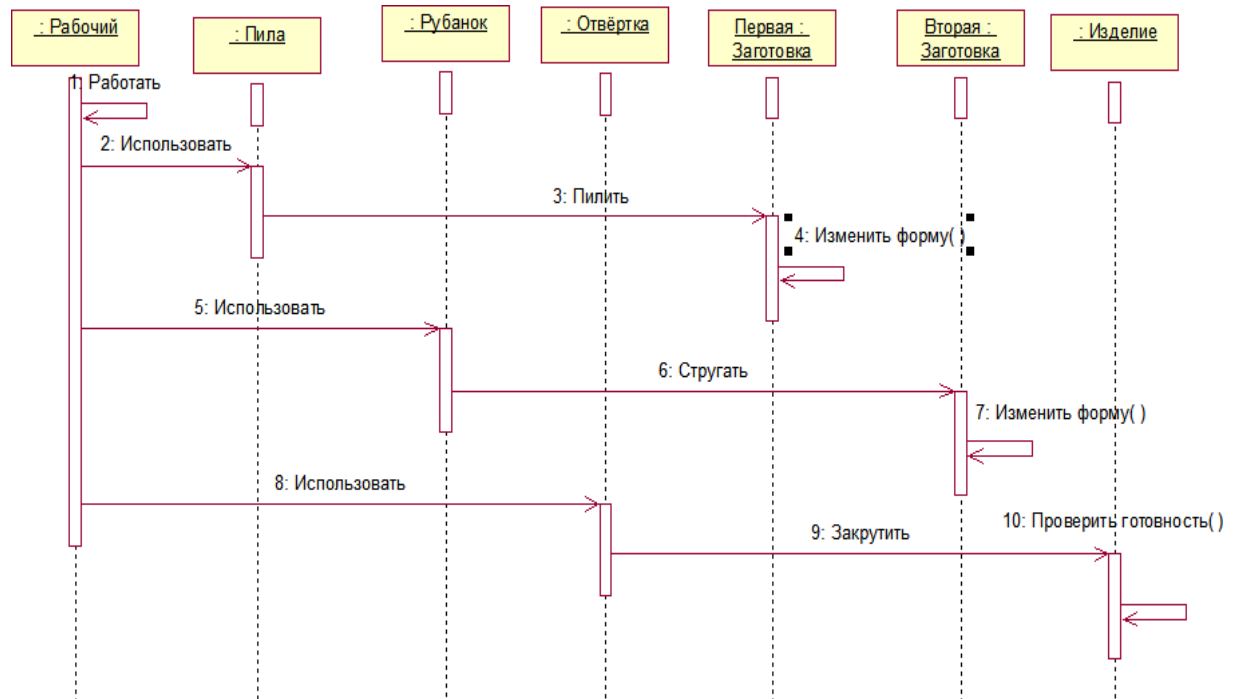 : Рабочий
: Пила
: Рубанок
: Отвёртка
Первая :
Заготовка
Вторая :
Заготовка
: Изделие
1: Работать
2: Использовать
3: Пилить
4: Изменить форму( )
5: Использовать
6: Стругать
7: Изменить форму( )
8: Использовать
9: Закрутить
10: Проверить готовность( )